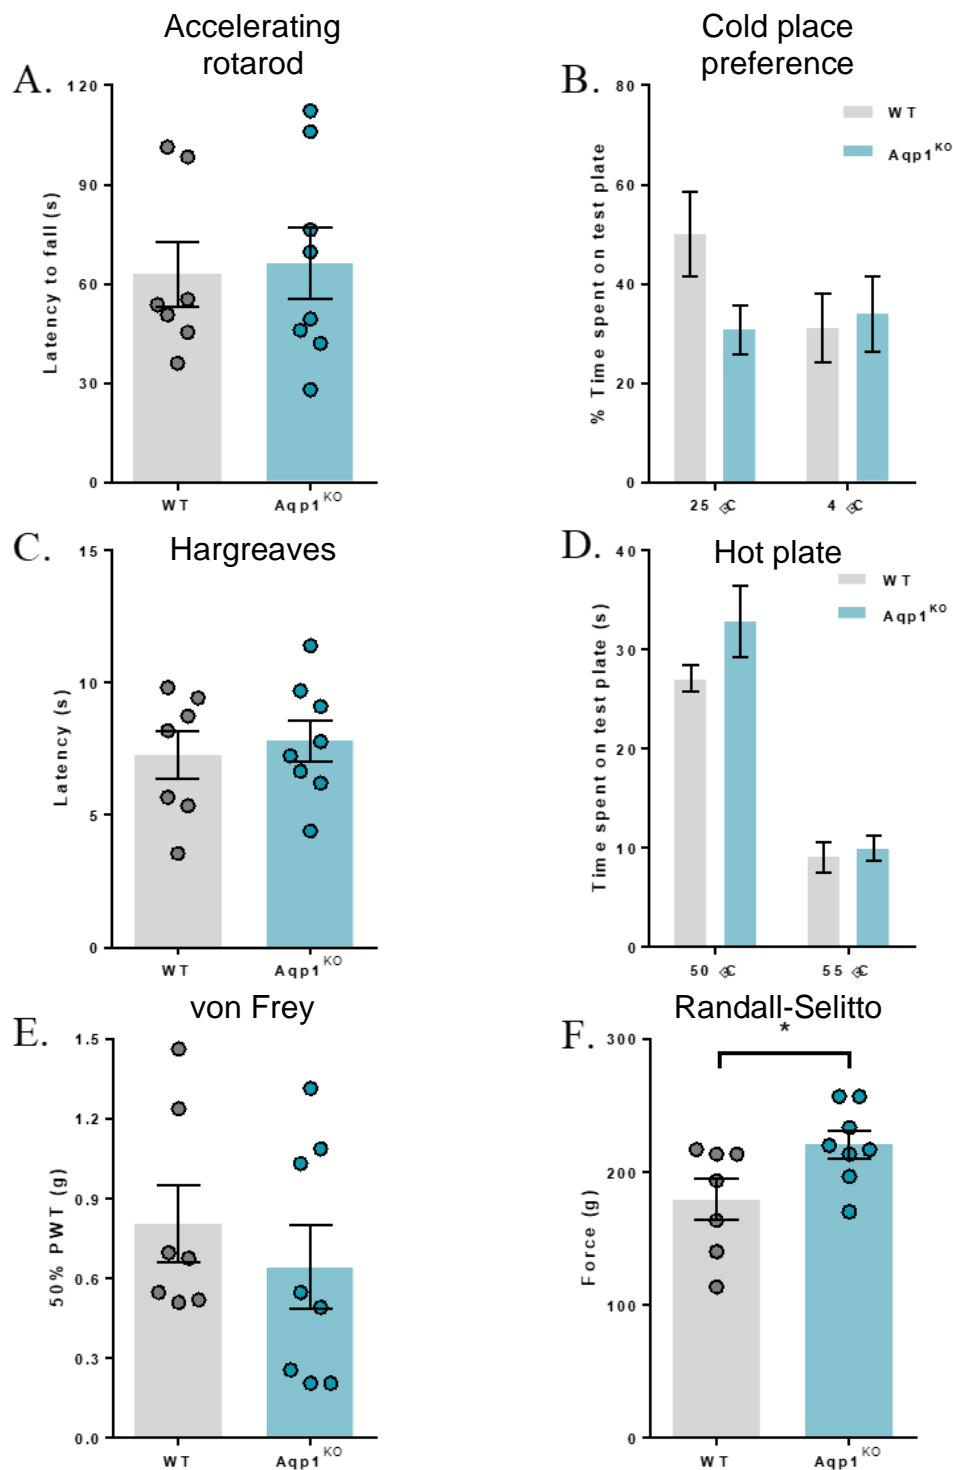 Accelerating
rotarod
A.
120
90
60
30
0
Latency to fall (s)
WT
Aqp1KO
Cold place
preference
B.
80
60
40
20
0
% Time spent on test plate
WT
Aqp1KO
25
C
4
C
C.
Hargreaves
15
10
5
0
Latency (s)
WT
Aqp1KO
D.
Hot plate
40
30
20
10
0
Time spent on test plate (s)
WT
Aqp1KO
50
C
55
C
von Frey
E.
1.5
1.2
0.9
0.6
0.3
0.0
50% PWT (g)
WT
Aqp1KO
Randall-Selitto
F.
*
300
200
100
0
Force (g)
WT
Aqp1KO